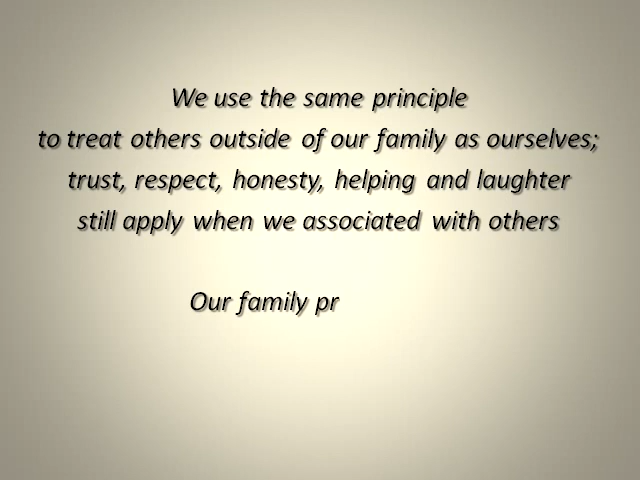 We use the same principle
to treat others outside of our family as ourselves;
trust, respect, honesty, helping and laughter
still apply when we associated with others
Our family pr